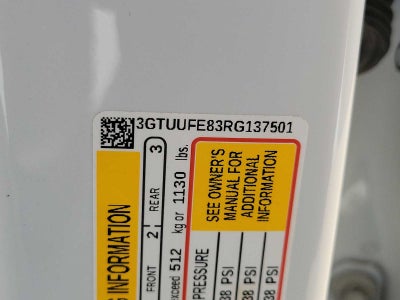 3GTUUFE83RG137501
G INFORMATION
FRONT 2 REAR 3
exceed 512 kg or 1130 lbs.
SEE OWNER'S
MANUAL FOR
ADDITIONAL
INFORMATION
PRESSURE
38 PSI
38 PSI
38 PSI